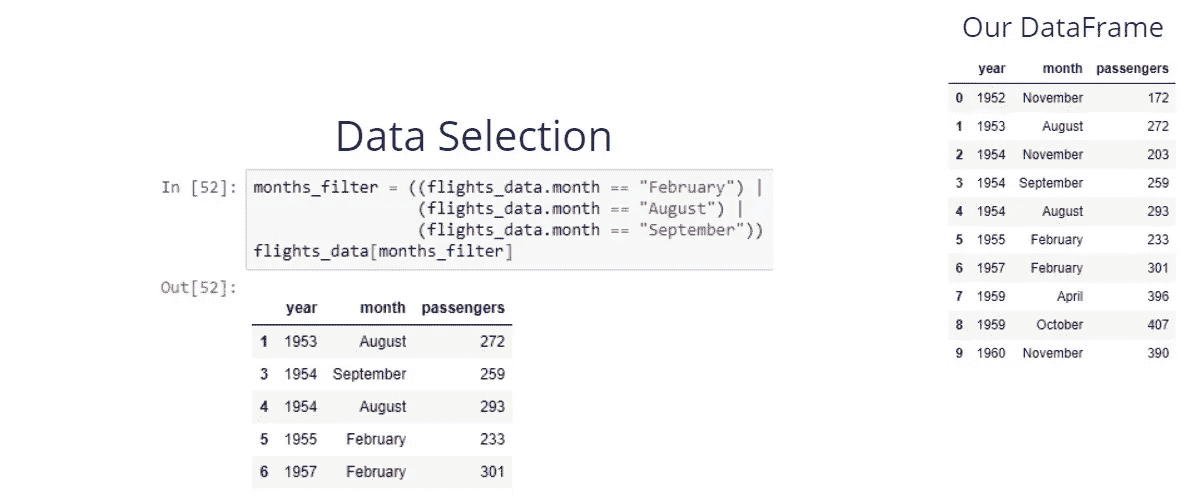 Data Selection
In [52]: months_filter = ((flights_data.month == "February") |
(flights_data.month == "August") |
(flights_data.month == "September"))
flights_data[months_filter]
Out[52]:
year month passengers
1 1953 August 272
3 1954 September 259
4 1954 August 293
5 1955 February 233
6 1957 February 301
Our DataFrame
year month passengers
0 1952 November 172
1 1953 August 272
2 1954 November 203
3 1954 September 259
4 1954 August 293
5 1955 February 233
6 1957 February 301
7 1959 April 396
8 1959 October 407
9 1960 November 390